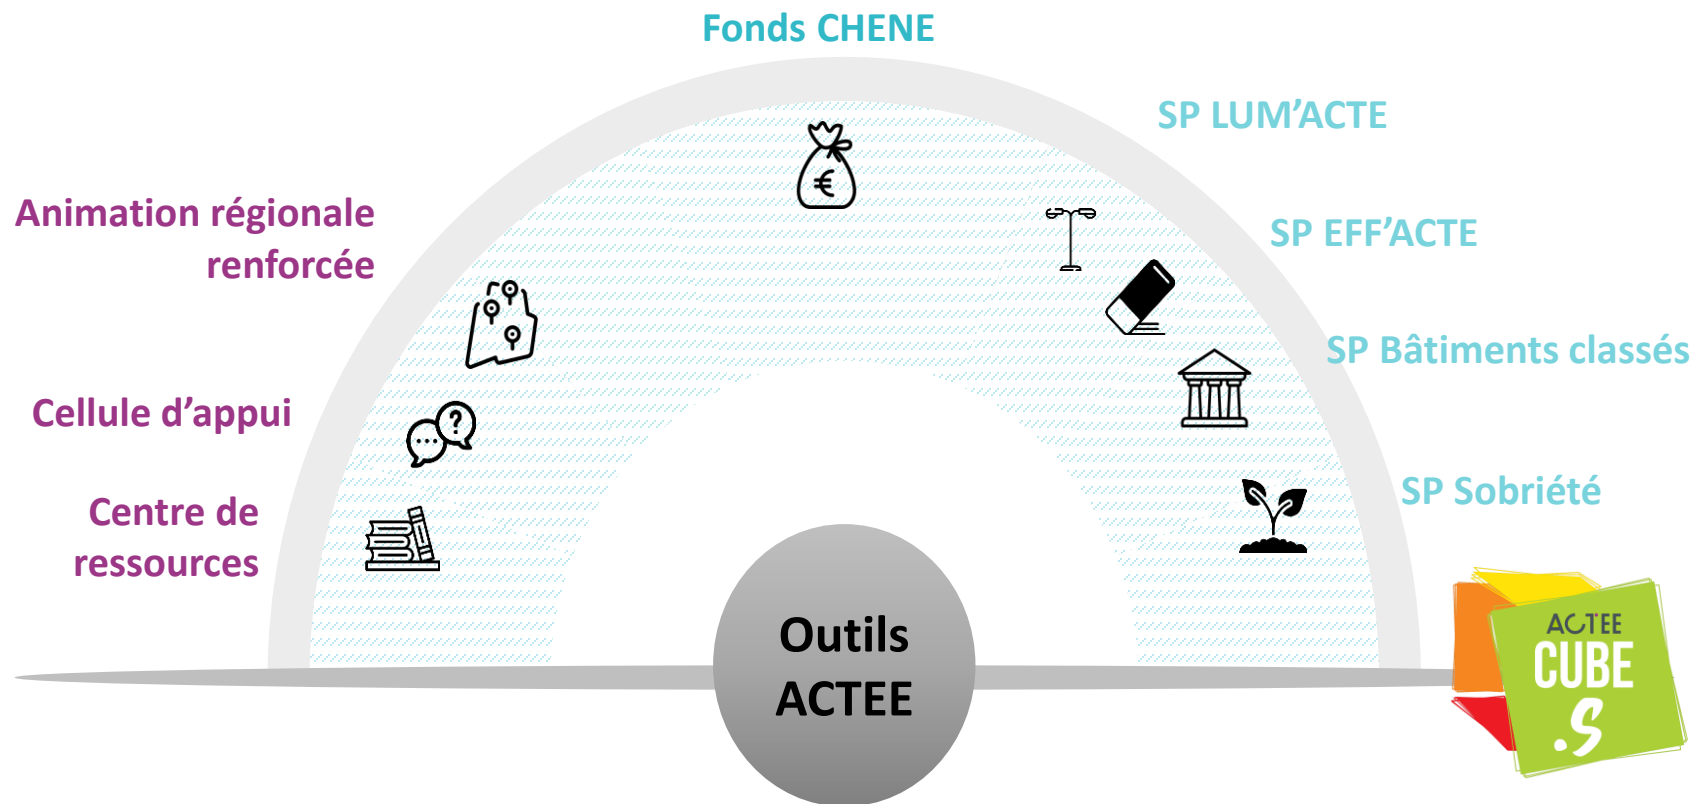 Fonds CHENE
SP LUM’ACTE
Animation régionale
renforcée
SP EFF’ACTE
€
SP Bâtiments classés
Cellule d’appui
?
...
SP Sobriété
Centre de
ressources
Outils
ACTEE
ACTEE
CUBE
.S